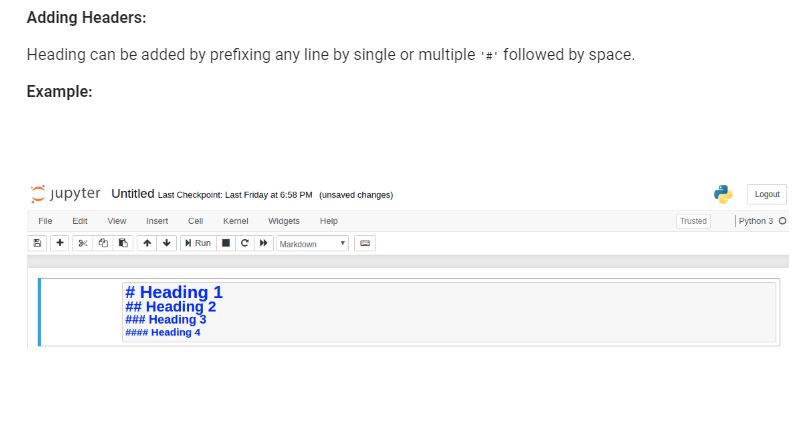 Adding Headers:
Heading can be added by prefixing any line by single or multiple '#' followed by space.
Example:
jupyter Untitled Last Checkpoint: Last Friday at 6:58 PM (unsaved changes) Logout
File Edit View Insert Cell Kernel Widgets Help Trusted Python 3
Run Markdown
# Heading 1
## Heading 2
### Heading 3
#### Heading 4